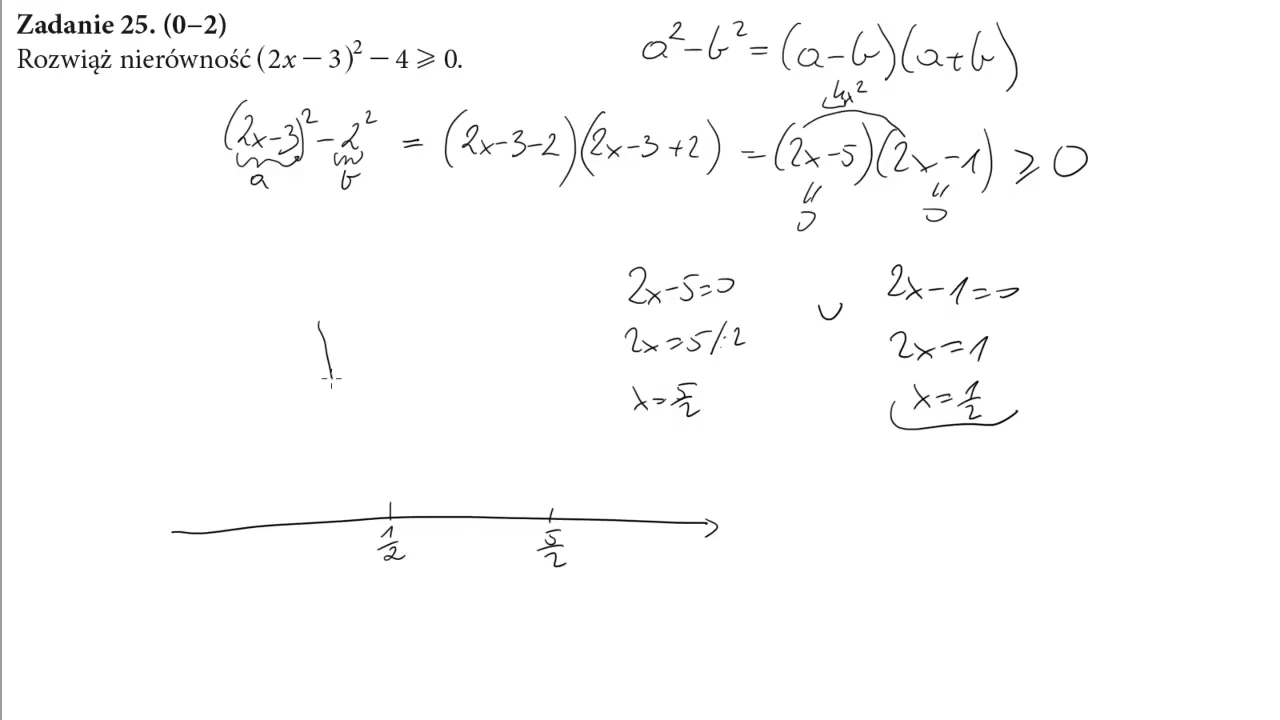 Zadanie 25. (0–2)
Rozwiąż nierówność (2x − 3)² − 4 ⩾ 0.
a² − b² = (a − b)(a + b)
4x²
(2x − 3)² − 2² = (2x − 3 − 2)(2x − 3 + 2) = (2x − 5)(2x − 1) ⩾ 0
a b
= 0 = 0
2x − 5 = 0 ∪ 2x − 1 = 0
2x = 5 /:2 2x = 1
x = 5/2 x = 1/2
1/2 5/2